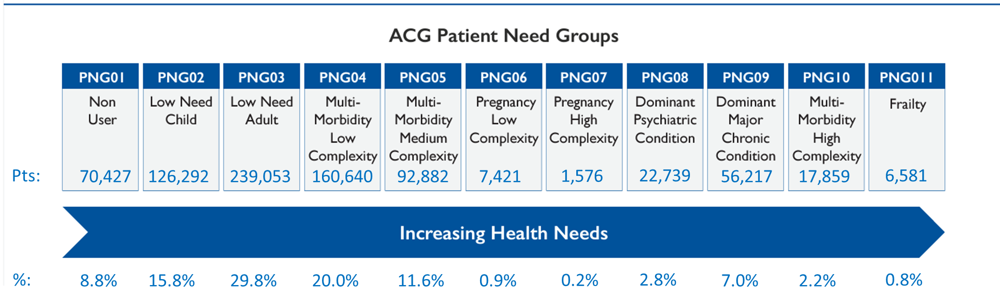 ACG Patient Need Groups
PNG01 PNG02 PNG03 PNG04 PNG05 PNG06 PNG07 PNG08 PNG09 PNG10 PNG011
Non
User
Low Need
Child
Low Need
Adult
Multi-
Morbidity
Low
Complexity
Multi-
Morbidity
Medium
Complexity
Pregnancy
Low
Complexity
Pregnancy
High
Complexity
Dominant
Psychiatric
Condition
Dominant
Major
Chronic
Condition
Multi-
Morbidity
High
Complexity
Frailty
Pts: 70,427 126,292 239,053 160,640 92,882 7,421 1,576 22,739 56,217 17,859 6,581
Increasing Health Needs
%: 8.8% 15.8% 29.8% 20.0% 11.6% 0.9% 0.2% 2.8% 7.0% 2.2% 0.8%